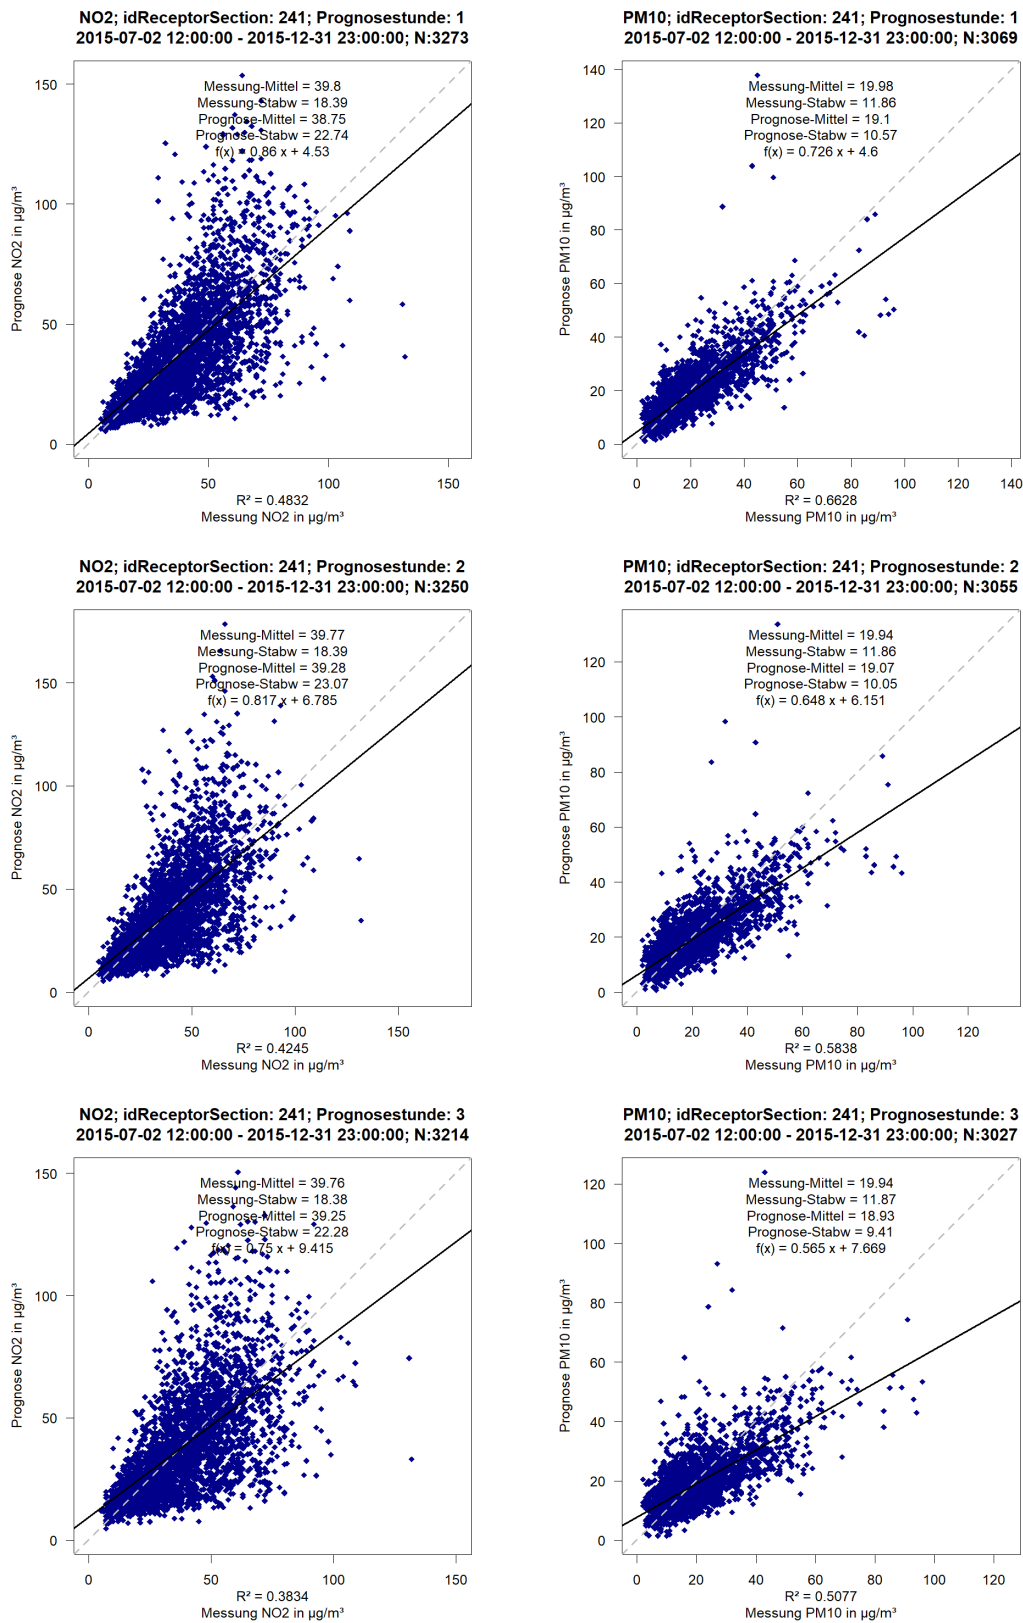 NO2; idReceptorSection: 241; Prognosestunde: 1
2015-07-02 12:00:00 - 2015-12-31 23:00:00; N:3273
Messung-Mittel = 39.8
Messung-Stabw = 18.39
Prognose-Mittel = 38.75
Prognose-Stabw = 22.74
f(x) = 0.86 x + 4.53
Prognose NO2 in µg/m³
150
100
50
0
0 50 100 150
R² = 0.4832
Messung NO2 in µg/m³
PM10; idReceptorSection: 241; Prognosestunde: 1
2015-07-02 12:00:00 - 2015-12-31 23:00:00; N:3069
Messung-Mittel = 19.98
Messung-Stabw = 11.86
Prognose-Mittel = 19.1
Prognose-Stabw = 10.57
f(x) = 0.726 x + 4.6
Prognose PM10 in µg/m³
140
120
100
80
60
40
20
0
0 20 40 60 80 100 120 140
R² = 0.6628
Messung PM10 in µg/m³
NO2; idReceptorSection: 241; Prognosestunde: 2
2015-07-02 12:00:00 - 2015-12-31 23:00:00; N:3250
Messung-Mittel = 39.77
Messung-Stabw = 18.39
Prognose-Mittel = 39.28
Prognose-Stabw = 23.07
f(x) = 0.817 x + 6.785
Prognose NO2 in µg/m³
150
100
50
0
0 50 100 150
R² = 0.4245
Messung NO2 in µg/m³
PM10; idReceptorSection: 241; Prognosestunde: 2
2015-07-02 12:00:00 - 2015-12-31 23:00:00; N:3055
Messung-Mittel = 19.94
Messung-Stabw = 11.86
Prognose-Mittel = 19.07
Prognose-Stabw = 10.05
f(x) = 0.648 x + 6.151
Prognose PM10 in µg/m³
120
100
80
60
40
20
0
0 20 40 60 80 100 120
R² = 0.5838
Messung PM10 in µg/m³
NO2; idReceptorSection: 241; Prognosestunde: 3
2015-07-02 12:00:00 - 2015-12-31 23:00:00; N:3214
Messung-Mittel = 39.76
Messung-Stabw = 18.38
Prognose-Mittel = 39.25
Prognose-Stabw = 22.28
f(x) = 0.75 x + 9.415
Prognose NO2 in µg/m³
150
100
50
0
0 50 100 150
R² = 0.3834
Messung NO2 in µg/m³
PM10; idReceptorSection: 241; Prognosestunde: 3
2015-07-02 12:00:00 - 2015-12-31 23:00:00; N:3027
Messung-Mittel = 19.94
Messung-Stabw = 11.87
Prognose-Mittel = 18.93
Prognose-Stabw = 9.41
f(x) = 0.565 x + 7.669
Prognose PM10 in µg/m³
120
100
80
60
40
20
0
0 20 40 60 80 100 120
R² = 0.5077
Messung PM10 in µg/m³